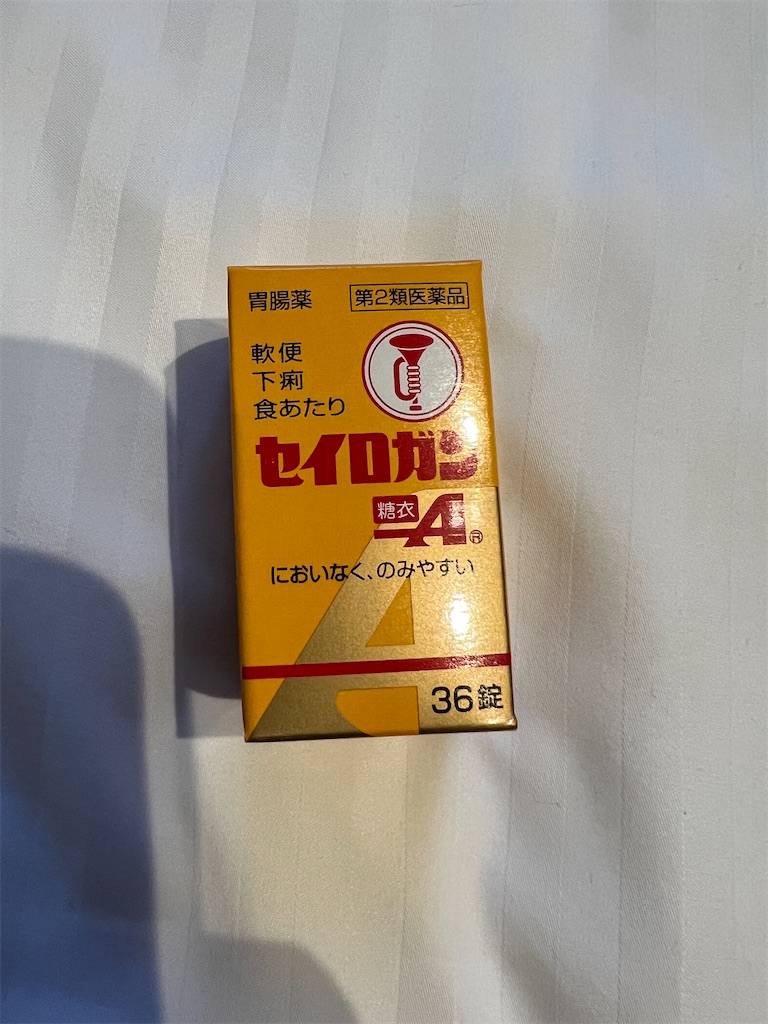 胃腸薬
第2類医薬品
軟便
下痢
食あたり
セイロガン
糖衣
A®
においなく、のみやすい
36錠